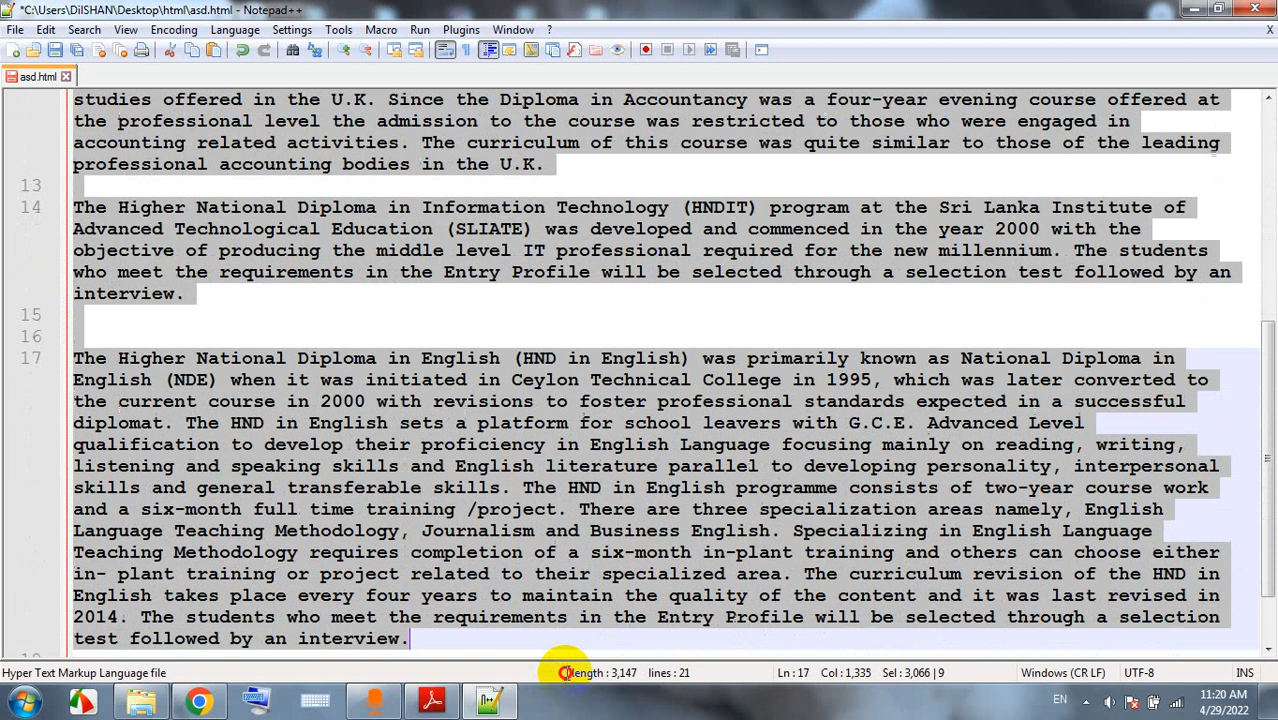 *C:\Users\DilSHAN\Desktop\html\asd.html - Notepad++
File Edit Search View Encoding Language Settings Tools Macro Run Plugins Window ? X
asd.html
studies offered in the U.K. Since the Diploma in Accountancy was a four-year evening course offered at
the professional level the admission to the course was restricted to those who were engaged in
accounting related activities. The curriculum of this course was quite similar to those of the leading
professional accounting bodies in the U.K.
13
14 The Higher National Diploma in Information Technology (HNDIT) program at the Sri Lanka Institute of
Advanced Technological Education (SLIATE) was developed and commenced in the year 2000 with the
objective of producing the middle level IT professional required for the new millennium. The students
who meet the requirements in the Entry Profile will be selected through a selection test followed by an
interview.
15
16
17 The Higher National Diploma in English (HND in English) was primarily known as National Diploma in
English (NDE) when it was initiated in Ceylon Technical College in 1995, which was later converted to
the current course in 2000 with revisions to foster professional standards expected in a successful
diplomat. The HND in English sets a platform for school leavers with G.C.E. Advanced Level
qualification to develop their proficiency in English Language focusing mainly on reading, writing,
listening and speaking skills and English literature parallel to developing personality, interpersonal
skills and general transferable skills. The HND in English programme consists of two-year course work
and a six-month full time training /project. There are three specialization areas namely, English
Language Teaching Methodology, Journalism and Business English. Specializing in English Language
Teaching Methodology requires completion of a six-month in-plant training and others can choose either
in- plant training or project related to their specialized area. The curriculum revision of the HND in
English takes place every four years to maintain the quality of the content and it was last revised in
2014. The students who meet the requirements in the Entry Profile will be selected through a selection
test followed by an interview.
Hyper Text Markup Language file length : 3,147 lines : 21 Ln : 17 Col : 1,335 Sel : 3,066 | 9 Windows (CR LF) UTF-8 INS
EN 11:20 AM
4/29/2022